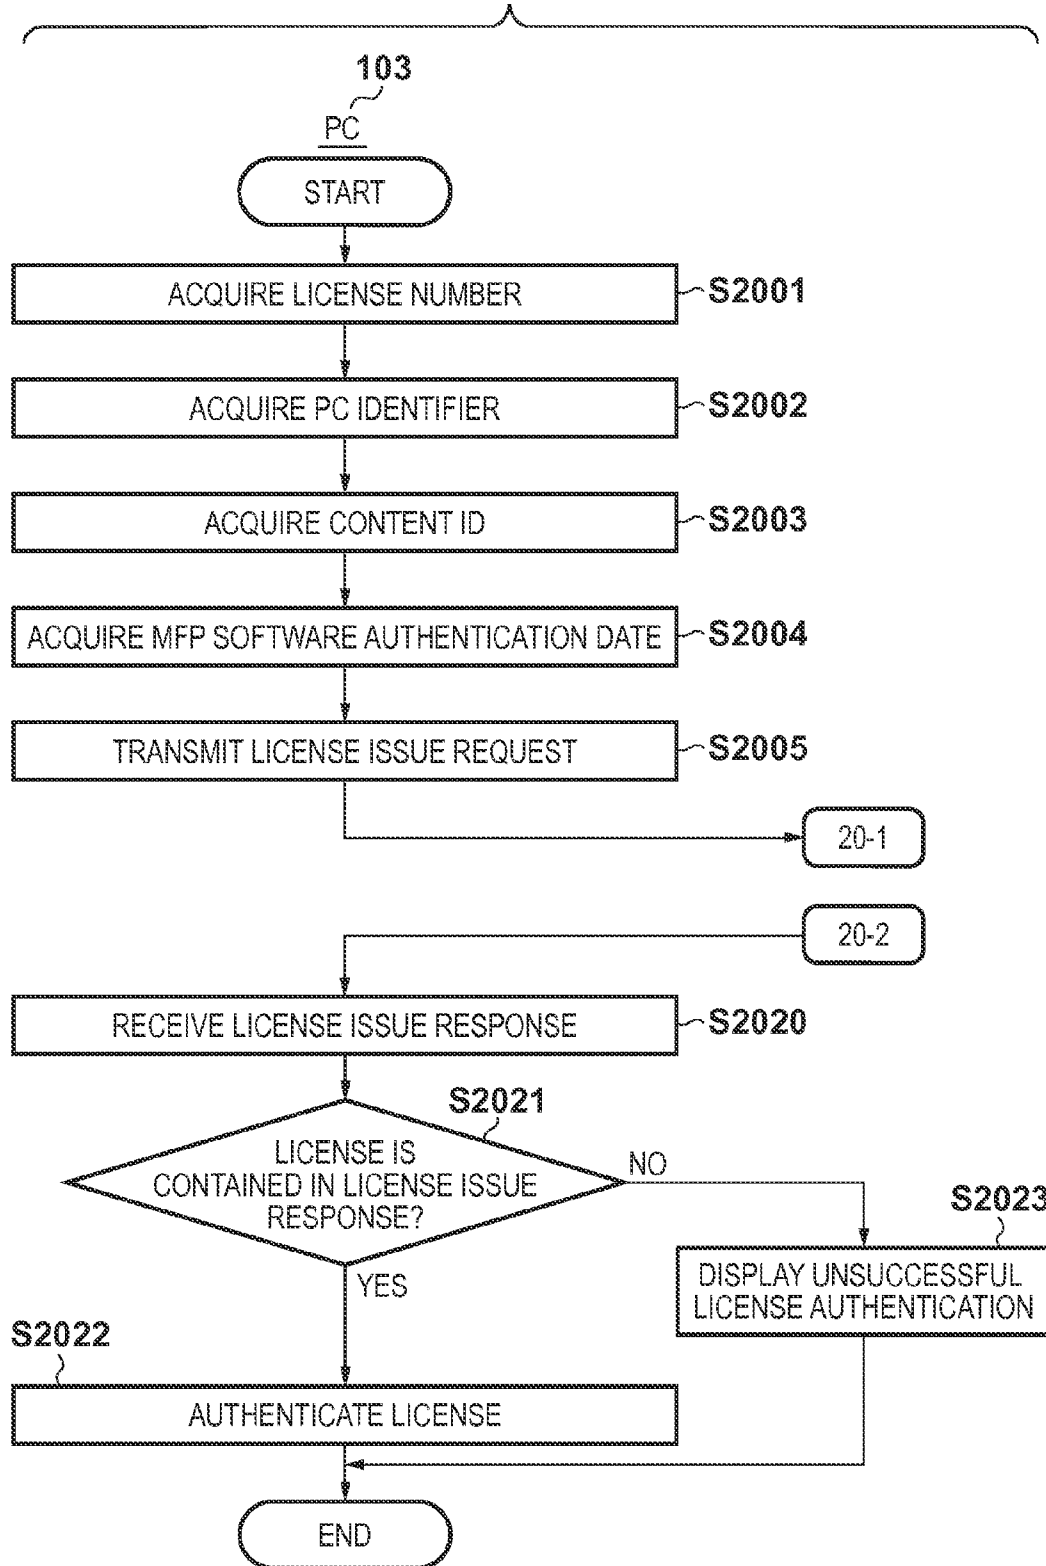 103
PC
START
ACQUIRE LICENSE NUMBER
S2001
ACQUIRE PC IDENTIFIER
S2002
ACQUIRE CONTENT ID
S2003
ACQUIRE MFP SOFTWARE AUTHENTICATION DATE
S2004
TRANSMIT LICENSE ISSUE REQUEST
S2005
20-1
20-2
RECEIVE LICENSE ISSUE RESPONSE
S2020
S2021
LICENSE IS
CONTAINED IN LICENSE ISSUE
RESPONSE?
NO
YES
S2023
DISPLAY UNSUCCESSFUL
LICENSE AUTHENTICATION
S2022
AUTHENTICATE LICENSE
END